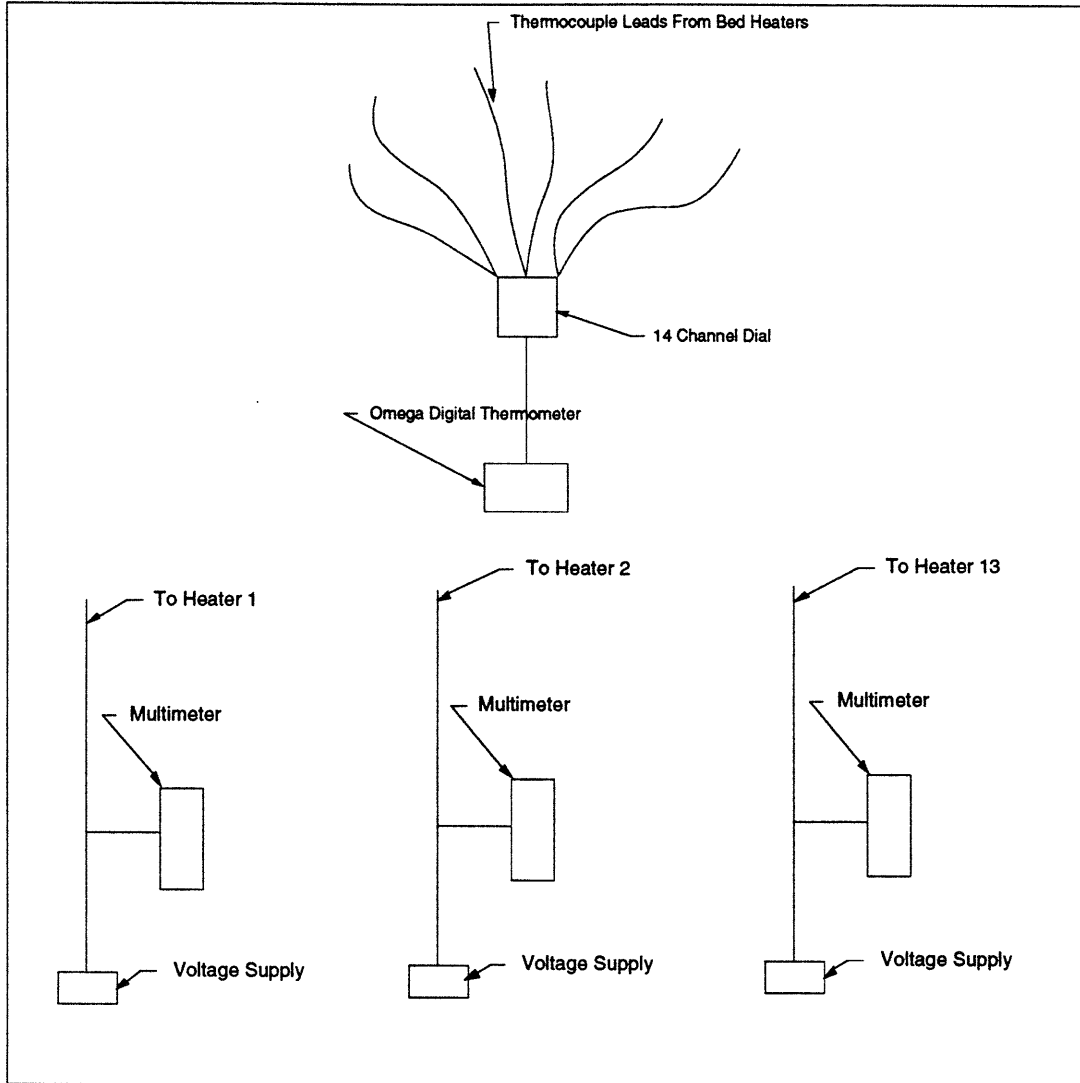 Thermocouple Leads From Bed Heaters
14 Channel Dial
Omega Digital Thermometer
To Heater 1
To Heater 2
To Heater 13
Multimeter
Multimeter
Multimeter
Voltage Supply
Voltage Supply
Voltage Supply